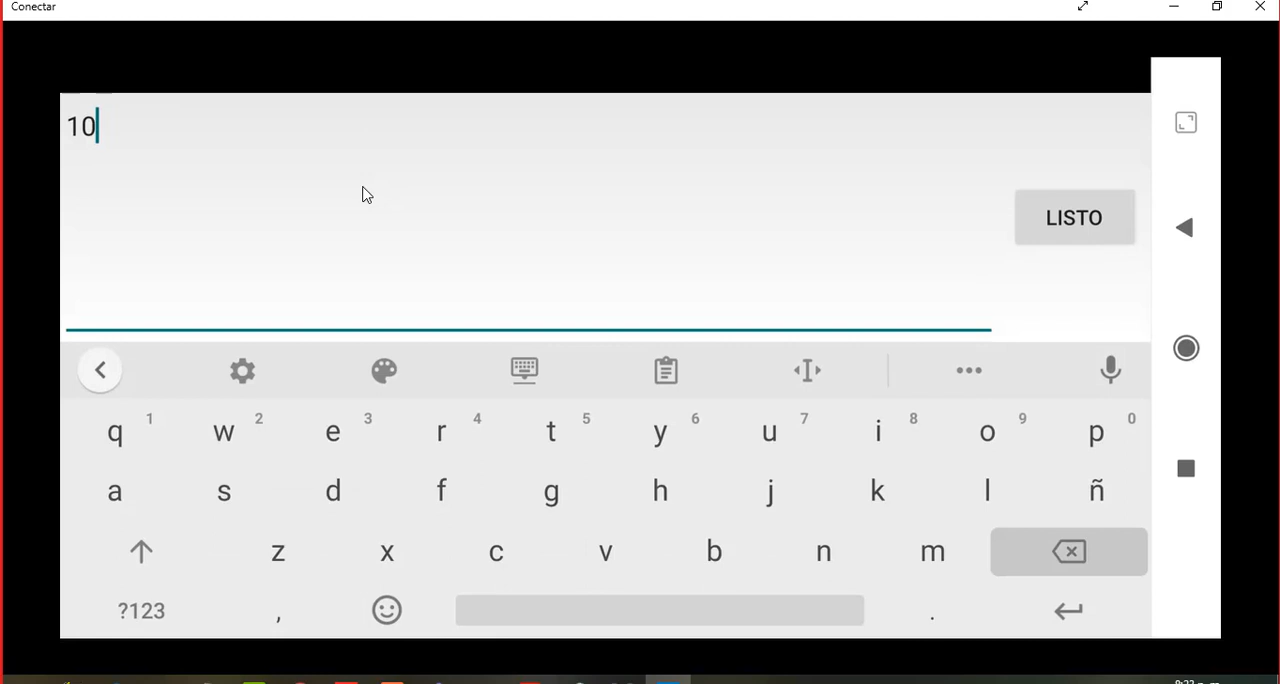 Conectar
10
LISTO
q 1 w 2 e 3 r 4 t 5 y 6 u 7 i 8 o 9 p 0
a s d f g h j k l ñ
z x c v b n m
?123 , .